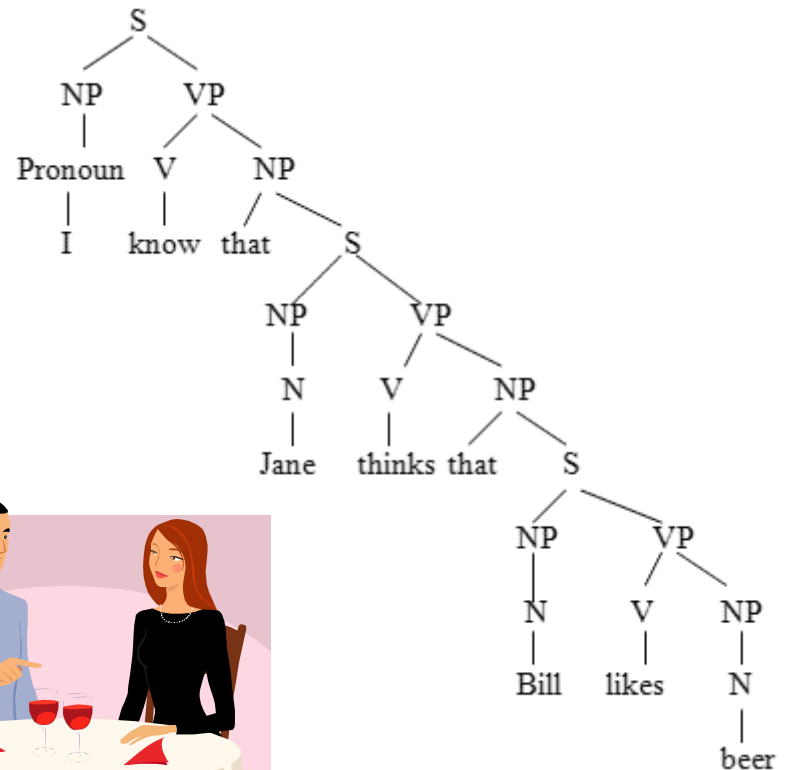 S
NP VP
Pronoun V NP
I know that S
NP VP
N V NP
Jane thinks that S
NP VP
N V NP
Bill likes N
beer